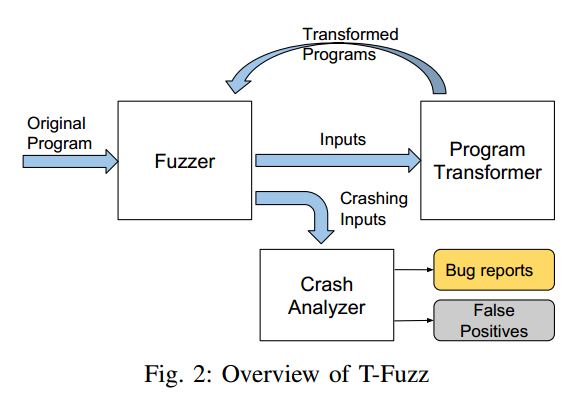 Transformed
Programs
Original
Program
Fuzzer
Inputs
Program
Transformer
Crashing
Inputs
Crash
Analyzer
Bug reports
False
Positives
Fig. 2: Overview of T-Fuzz